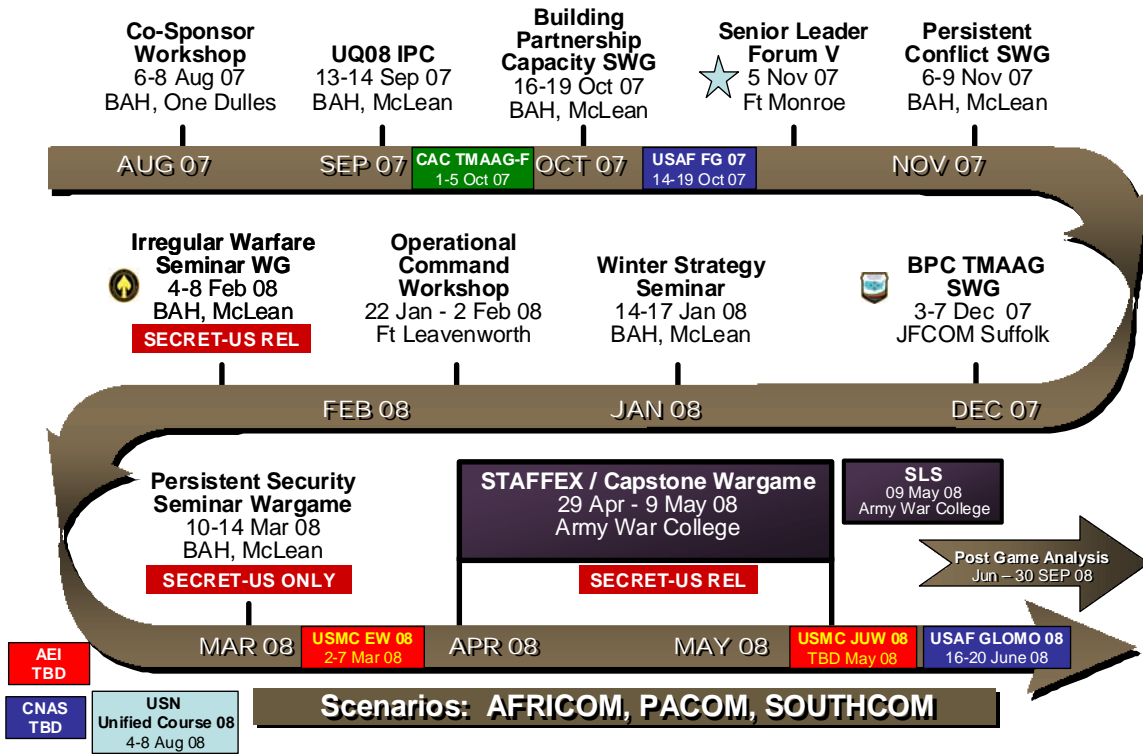 Co-Sponsor
Workshop
6-8 Aug 07
BAH, One Dulles
UQ08 IPC
13-14 Sep 07
BAH, McLean
Building
Partnership
Capacity SWG
16-19 Oct 07
BAH, McLean
Senior Leader
Forum V
5 Nov 07
Ft Monroe
Persistent
Conflict SWG
6-9 Nov 07
BAH, McLean
AUG 07
SEP 07
CAC TMAAG-F
1-5 Oct 07
OCT 07
USAF FG 07
14-19 Oct 07
NOV 07
Irregular Warfare
Seminar WG
4-8 Feb 08
BAH, McLean
SECRET-US REL
Operational
Command
Workshop
22 Jan - 2 Feb 08
Ft Leavenworth
Winter Strategy
Seminar
14-17 Jan 08
BAH, McLean
BPC TMAAG
SWG
3-7 Dec 07
JFCOM Suffolk
FEB 08
JAN 08
DEC 07
Persistent Security
Seminar Wargame
10-14 Mar 08
BAH, McLean
SECRET-US ONLY
STAFFEX / Capstone Wargame
29 Apr - 9 May 08
Army War College
SECRET-US REL
SLS
09 May 08
Army War College
Post Game Analysis
Jun – 30 SEP 08
MAR 08
USMC EW 08
2-7 Mar 08
APR 08
MAY 08
USMC JUW 08
TBD May 08
USAF GLOMO 08
16-20 June 08
AEI
TBD
CNAS
TBD
USN
Unified Course 08
4-8 Aug 08
Scenarios: AFRICOM, PACOM, SOUTHCOM